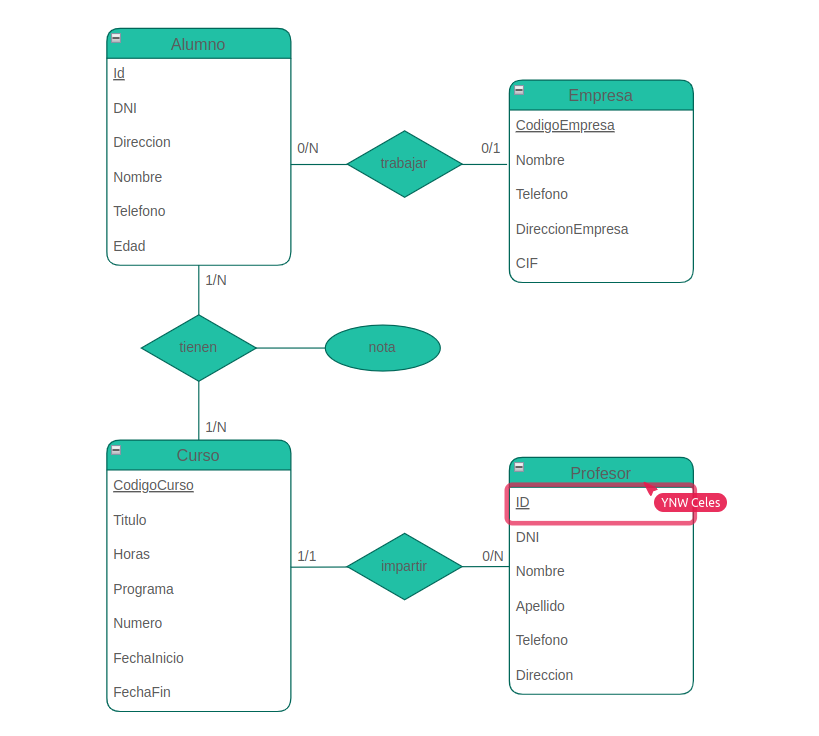 Alumno
Id
DNI
Direccion
Nombre
Telefono
Edad
0/N
trabajar
0/1
Empresa
CodigoEmpresa
Nombre
Telefono
DireccionEmpresa
CIF
1/N
tienen
nota
1/N
Curso
CodigoCurso
Titulo
Horas
Programa
Numero
FechaInicio
FechaFin
1/1
impartir
0/N
Profesor
ID
YNW Celes
DNI
Nombre
Apellido
Telefono
Direccion